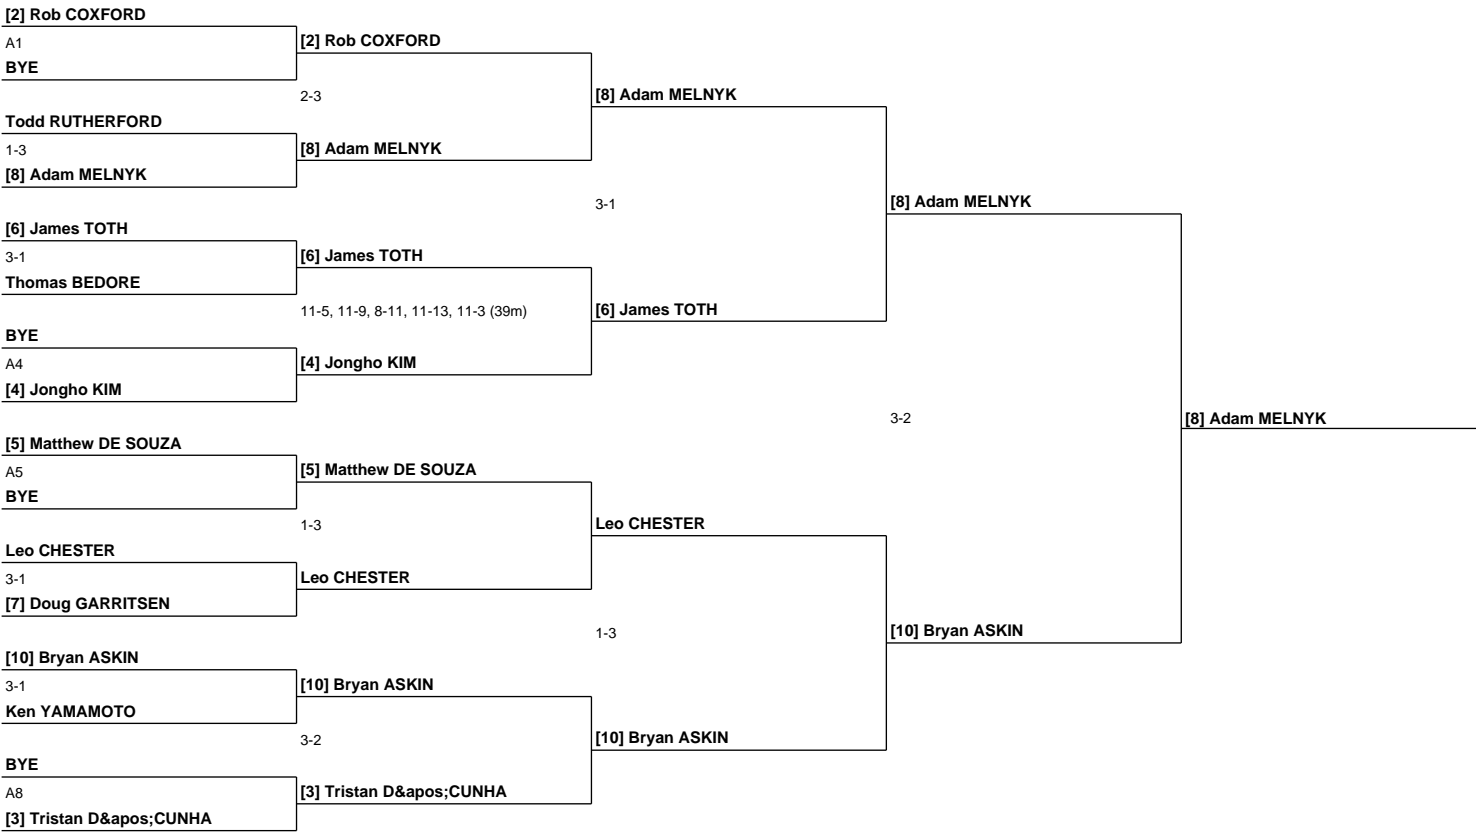 [2] Rob COXFORD
A1
BYE
Todd RUTHERFORD
1-3
[8] Adam MELNYK
[6] James TOTH
3-1
Thomas BEDORE
BYE
A4
[4] Jongho KIM
[5] Matthew DE SOUZA
A5
BYE
Leo CHESTER
3-1
[7] Doug GARRITSEN
[10] Bryan ASKIN
3-1
Ken YAMAMOTO
BYE
A8
[3] Tristan D&apos;CUNHA
[2] Rob COXFORD
2-3
[8] Adam MELNYK
[6] James TOTH
11-5, 11-9, 8-11, 11-13, 11-3 (39m)
[4] Jongho KIM
[5] Matthew DE SOUZA
1-3
Leo CHESTER
[10] Bryan ASKIN
3-2
[3] Tristan D&apos;CUNHA
[8] Adam MELNYK
3-1
[6] James TOTH
Leo CHESTER
1-3
[10] Bryan ASKIN
[8] Adam MELNYK
3-2
[10] Bryan ASKIN
[8] Adam MELNYK